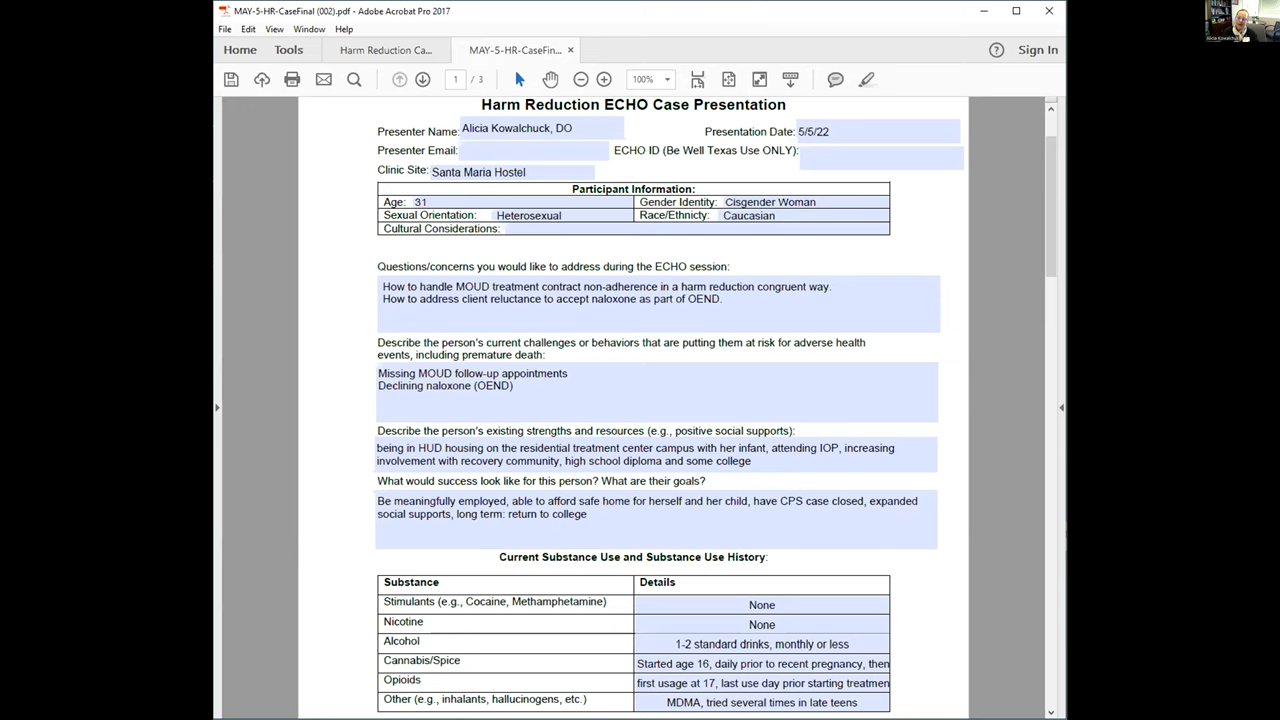 MAY-5-HR-CaseFinal (002).pdf - Adobe Acrobat Pro 2017
File Edit View Window Help
Home Tools Harm Reduction Ca... MAY-5-HR-CaseFin... × Sign In
1 / 3 100%
Harm Reduction ECHO Case Presentation
Presenter Name: Alicia Kowalchuck, DO Presentation Date: 5/5/22
Presenter Email: ECHO ID (Be Well Texas Use ONLY):
Clinic Site: Santa Maria Hostel
Participant Information:
Age: 31 Gender Identity: Cisgender Woman
Sexual Orientation: Heterosexual Race/Ethnicty: Caucasian
Cultural Considerations:
Questions/concerns you would like to address during the ECHO session:
How to handle MOUD treatment contract non-adherence in a harm reduction congruent way.
How to address client reluctance to accept naloxone as part of OEND.
Describe the person's current challenges or behaviors that are putting them at risk for adverse health
events, including premature death:
Missing MOUD follow-up appointments
Declining naloxone (OEND)
Describe the person's existing strengths and resources (e.g., positive social supports):
being in HUD housing on the residential treatment center campus with her infant, attending IOP, increasing
involvement with recovery community, high school diploma and some college
What would success look like for this person? What are their goals?
Be meaningfully employed, able to afford safe home for herself and her child, have CPS case closed, expanded
social supports, long term: return to college
Current Substance Use and Substance Use History:
Substance Details
Stimulants (e.g., Cocaine, Methamphetamine) None
Nicotine None
Alcohol 1-2 standard drinks, monthly or less
Cannabis/Spice Started age 16, daily prior to recent pregnancy, then
Opioids first usage at 17, last use day prior starting treatmen
Other (e.g., inhalants, hallucinogens, etc.) MDMA, tried several times in late teens